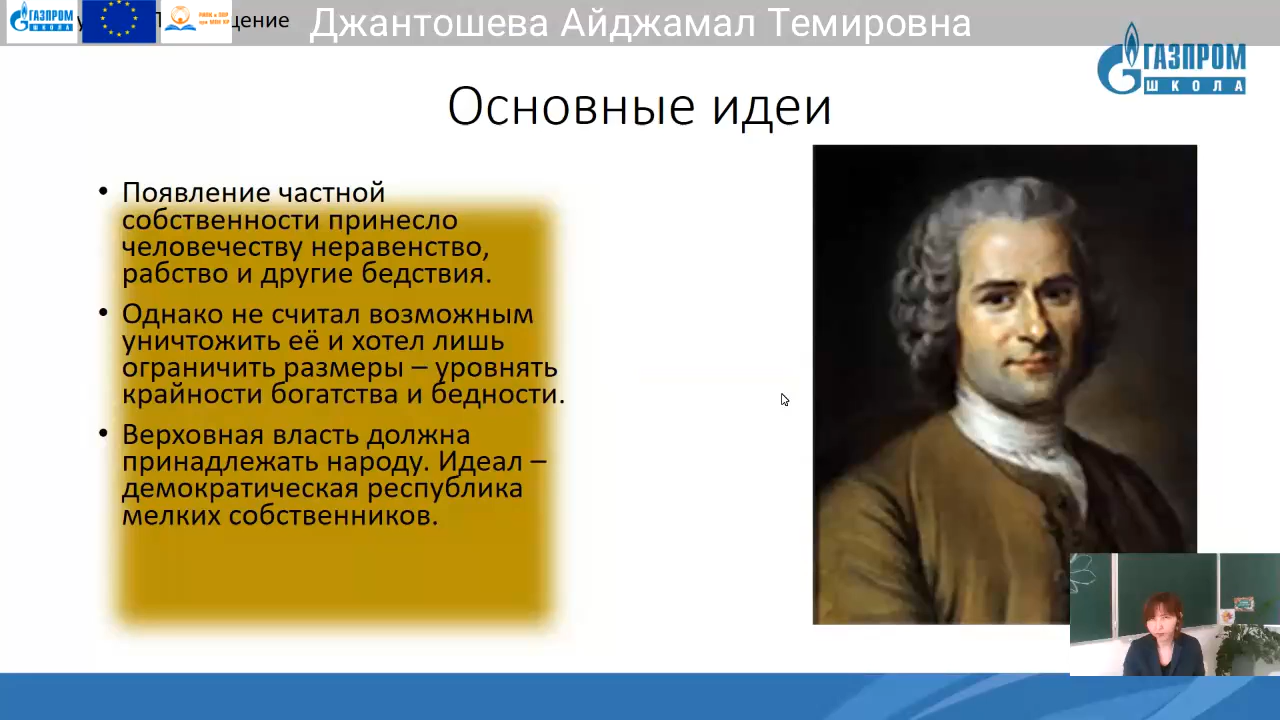 ГАЗПРОМ
ШКОЛА
Джантошева Айджамал Темировна
ГАЗПРОМ
ШКОЛА
Основные идеи
• Появление частной
собственности принесло
человечеству неравенство,
рабство и другие бедствия.
• Однако не считал возможным
уничтожить её и хотел лишь
ограничить размеры – уровнять
крайности богатства и бедности.
• Верховная власть должна
принадлежать народу. Идеал –
демократическая республика
мелких собственников.